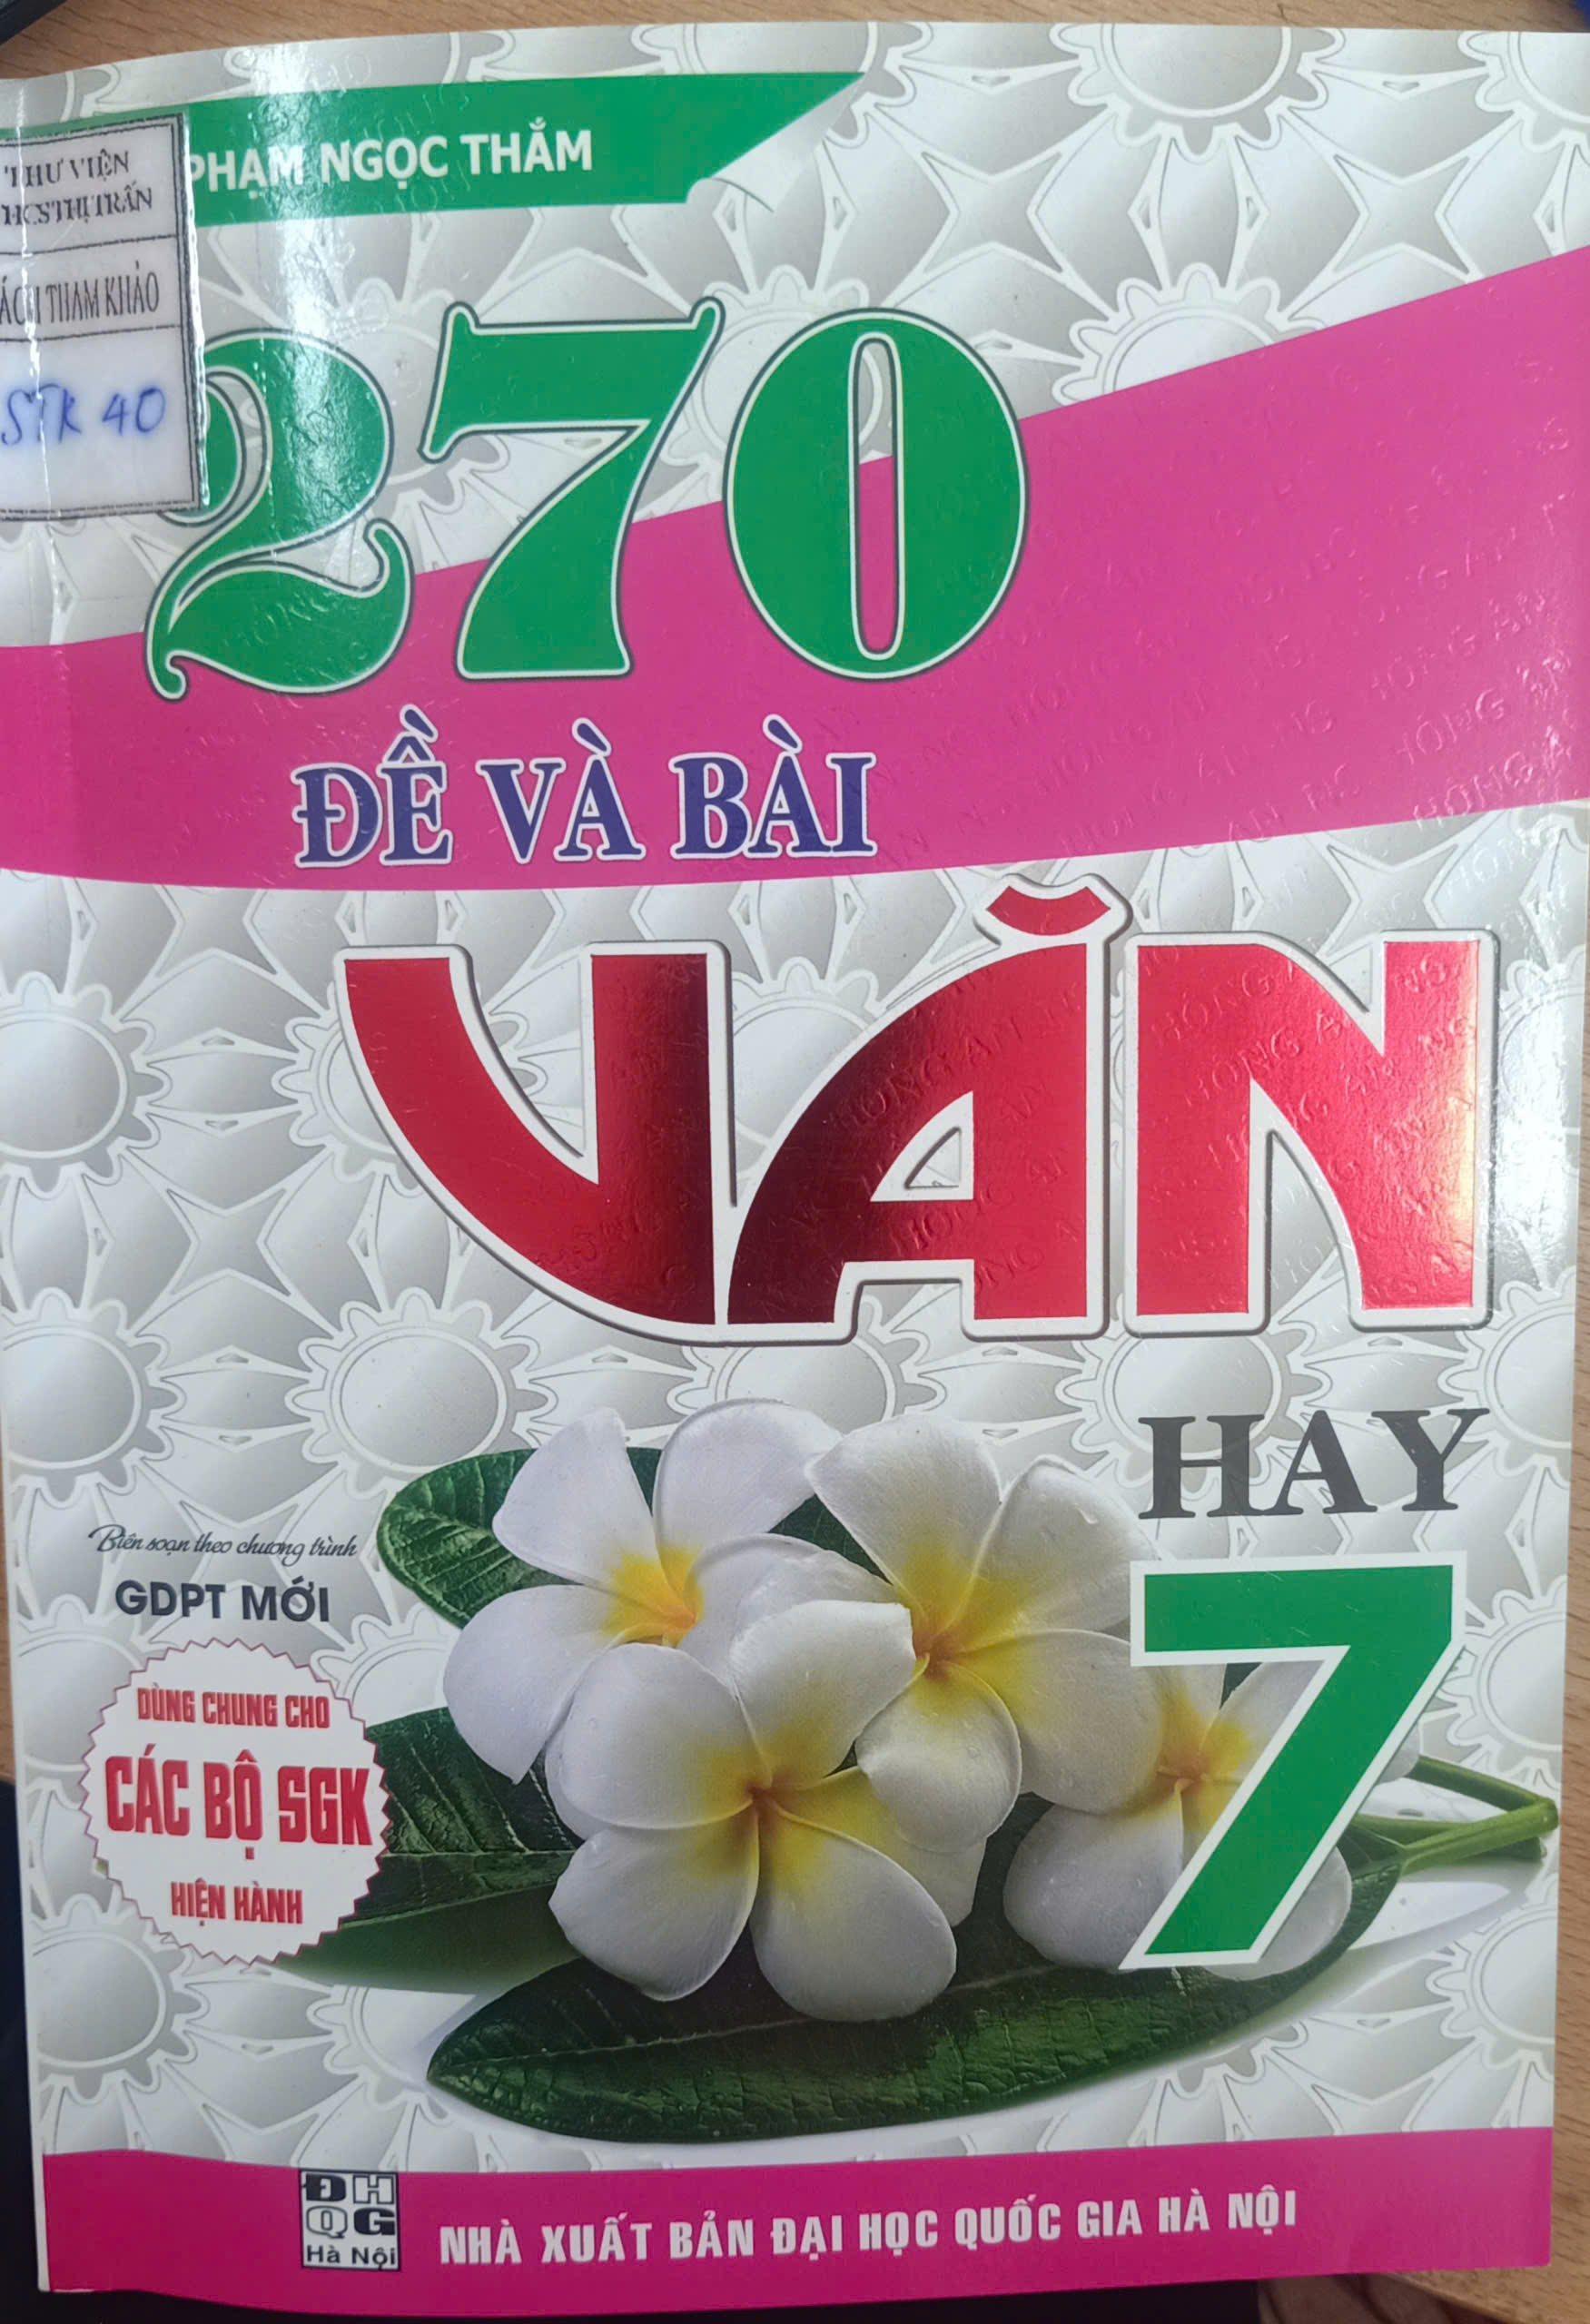 PHẠM NGỌC THẮM
THƯ VIỆN
THỊ TRẤN
THAM KHẢO
STK 40
270
ĐỀ VÀ BÀI
VĂN
HAY
7
Biên soạn theo chương trình
GDPT MỚI
DÙNG CHUNG CHO
CÁC BỘ SGK
HIỆN HÀNH
ĐH
QG
Hà Nội
NHÀ XUẤT BẢN ĐẠI HỌC QUỐC GIA HÀ NỘI